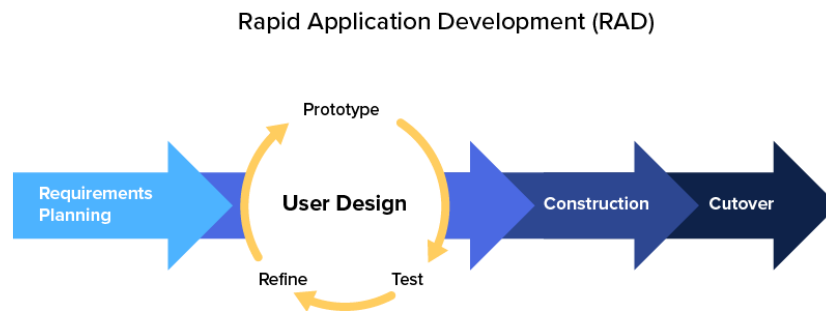 Rapid Application Development (RAD)
Prototype
Requirements
Planning
User Design
Construction
Cutover
Refine
Test